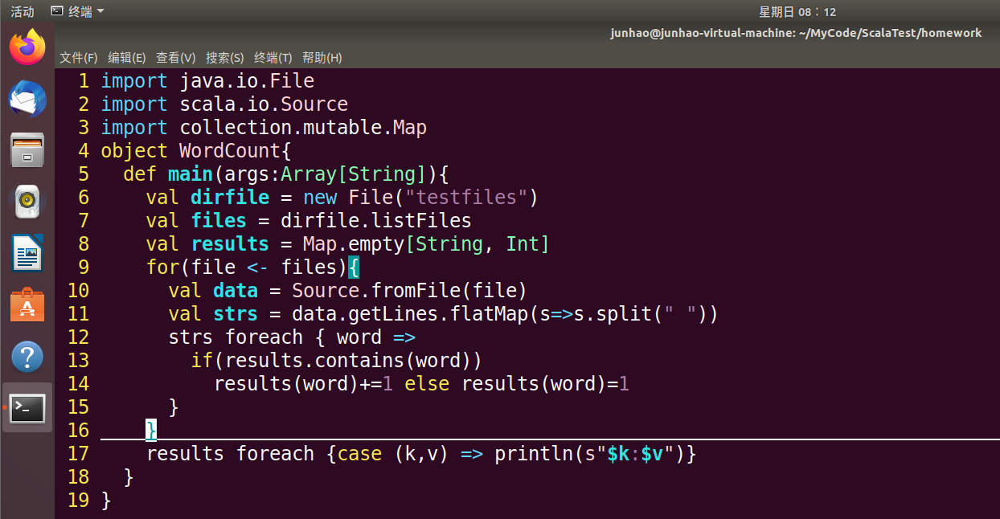 活动 终端 星期日 08：12
junhao@junhao-virtual-machine: ~/MyCode/ScalaTest/homework
文件(F) 编辑(E) 查看(V) 搜索(S) 终端(T) 帮助(H)
1 import java.io.File
2 import scala.io.Source
3 import collection.mutable.Map
4 object WordCount{
5   def main(args:Array[String]){
6     val dirfile = new File("testfiles")
7     val files = dirfile.listFiles
8     val results = Map.empty[String, Int]
9     for(file <- files){
10       val data = Source.fromFile(file)
11       val strs = data.getLines.flatMap(s=>s.split(" "))
12       strs foreach { word =>
13         if(results.contains(word))
14           results(word)+=1 else results(word)=1
15       }
16     }
17     results foreach {case (k,v) => println(s"$k:$v")}
18   }
19 }